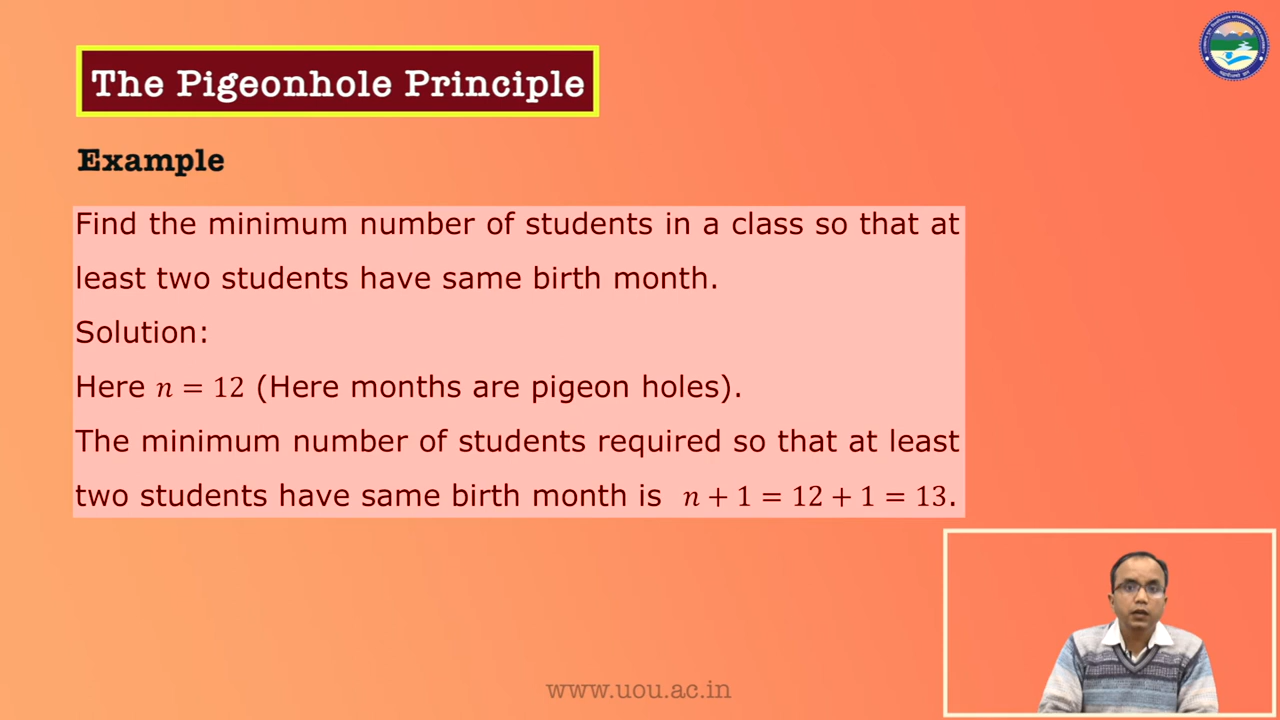 The Pigeonhole Principle
Example
Find the minimum number of students in a class so that at
least two students have same birth month.
Solution:
Here n = 12 (Here months are pigeon holes).
The minimum number of students required so that at least
two students have same birth month is n + 1 = 12 + 1 = 13.
www.uou.ac.in